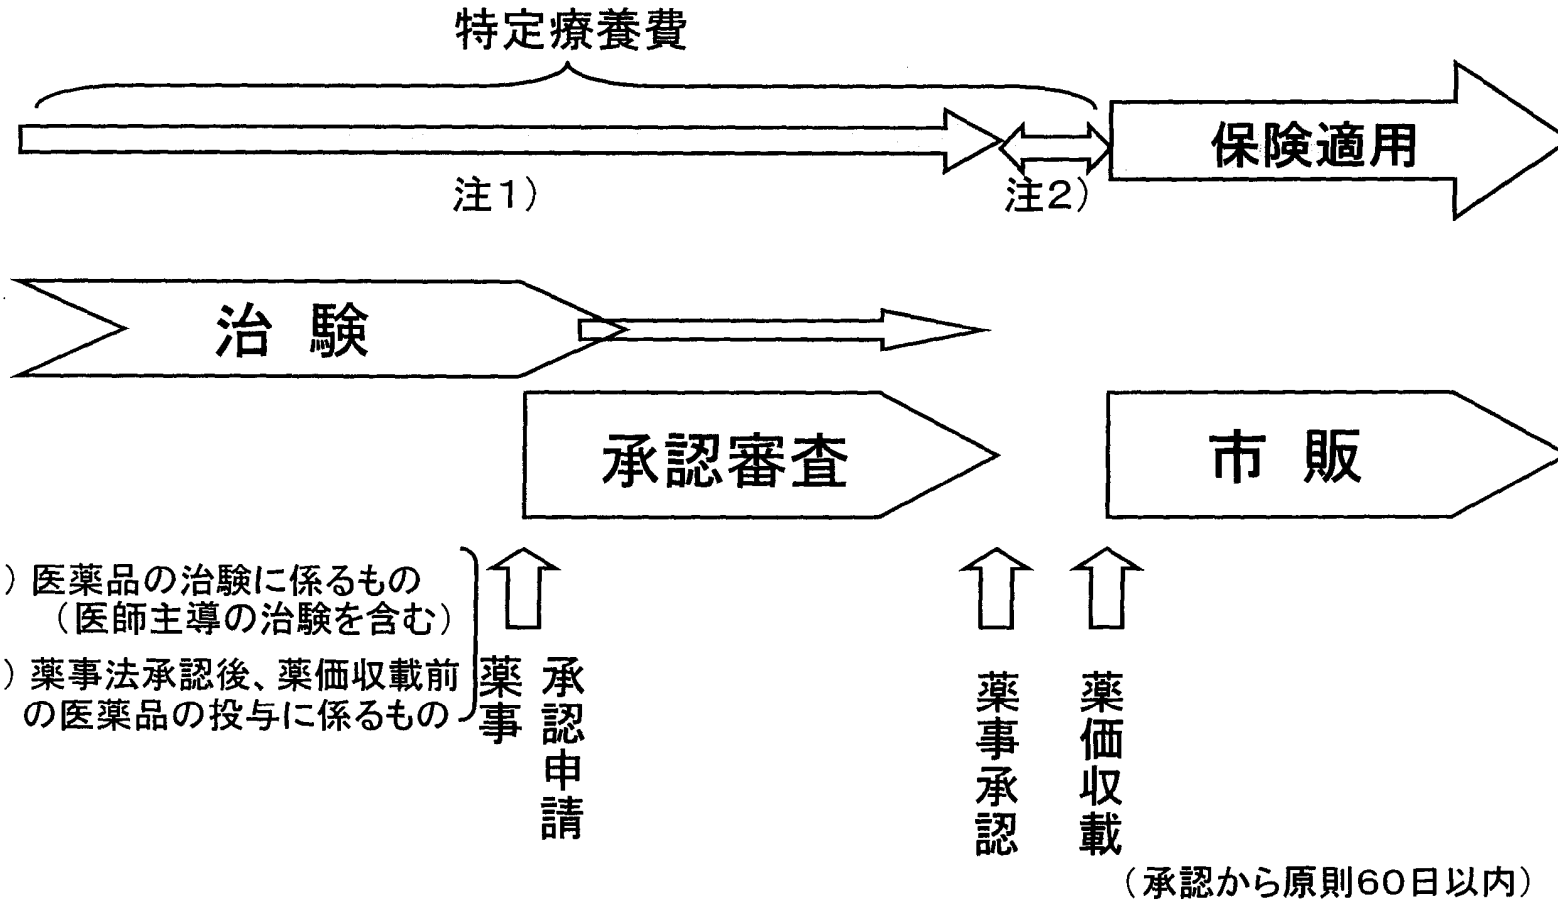 特定療養費
保険適用
注1)
注2)
治 験
承認審査
市 販
) 医薬品の治験に係るもの
(医師主導の治験を含む)
) 薬事法承認後、薬価収載前
の医薬品の投与に係るもの
薬事
承認申請
薬事承認
薬価収載
(承認から原則60日以内)